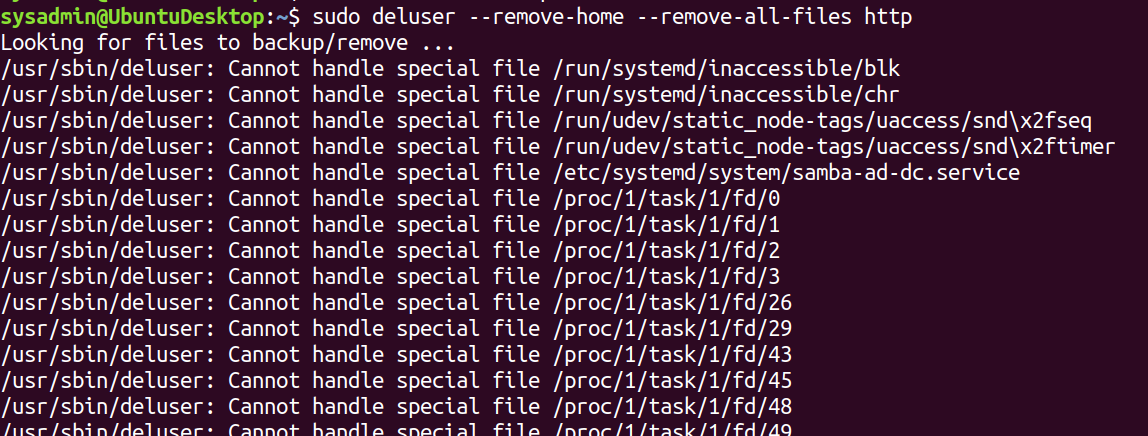 sysadmin@UbuntuDesktop:~$ sudo deluser --remove-home --remove-all-files http
Looking for files to backup/remove ...
/usr/sbin/deluser: Cannot handle special file /run/systemd/inaccessible/blk
/usr/sbin/deluser: Cannot handle special file /run/systemd/inaccessible/chr
/usr/sbin/deluser: Cannot handle special file /run/udev/static_node-tags/uaccess/snd\x2fseq
/usr/sbin/deluser: Cannot handle special file /run/udev/static_node-tags/uaccess/snd\x2ftimer
/usr/sbin/deluser: Cannot handle special file /etc/systemd/system/samba-ad-dc.service
/usr/sbin/deluser: Cannot handle special file /proc/1/task/1/fd/0
/usr/sbin/deluser: Cannot handle special file /proc/1/task/1/fd/1
/usr/sbin/deluser: Cannot handle special file /proc/1/task/1/fd/2
/usr/sbin/deluser: Cannot handle special file /proc/1/task/1/fd/3
/usr/sbin/deluser: Cannot handle special file /proc/1/task/1/fd/26
/usr/sbin/deluser: Cannot handle special file /proc/1/task/1/fd/29
/usr/sbin/deluser: Cannot handle special file /proc/1/task/1/fd/43
/usr/sbin/deluser: Cannot handle special file /proc/1/task/1/fd/45
/usr/sbin/deluser: Cannot handle special file /proc/1/task/1/fd/48
/usr/sbin/deluser: Cannot handle special file /proc/1/task/1/fd/49